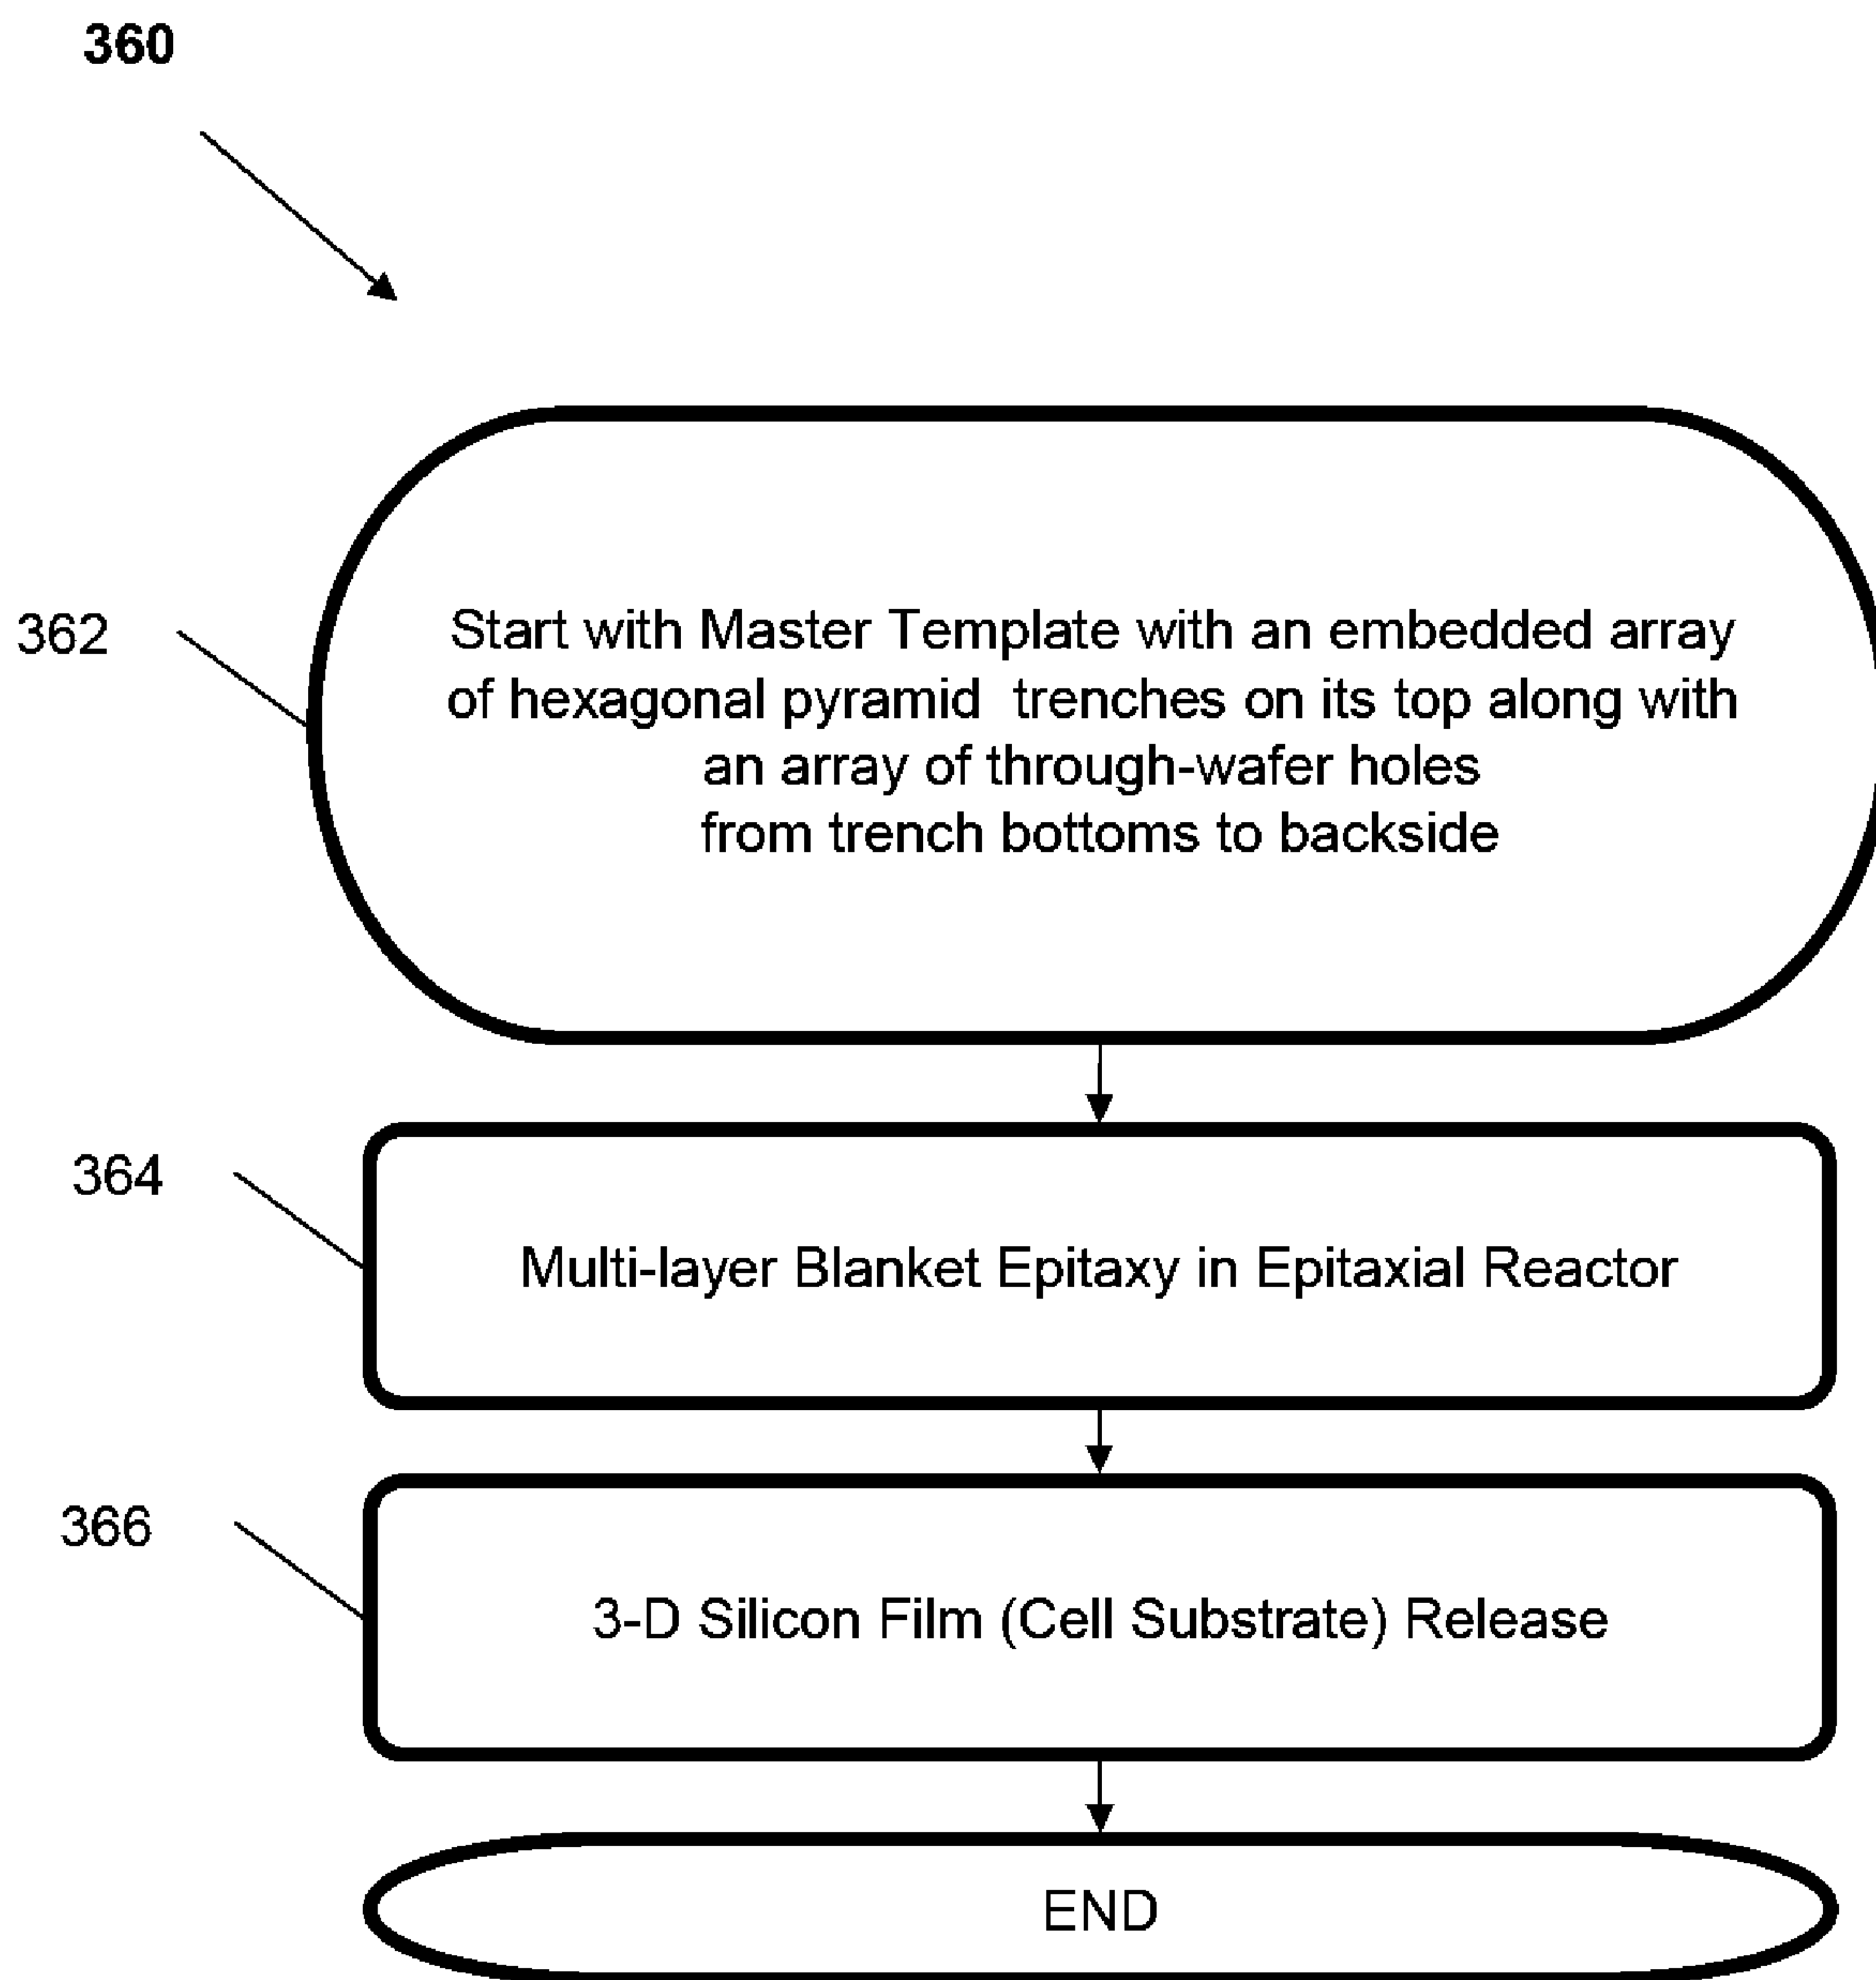 360
362
Start with Master Template with an embedded array
of hexagonal pyramid trenches on its top along with
an array of through-wafer holes
from trench bottoms to backside
364
Multi-layer Blanket Epitaxy in Epitaxial Reactor
366
3-D Silicon Film (Cell Substrate) Release
END